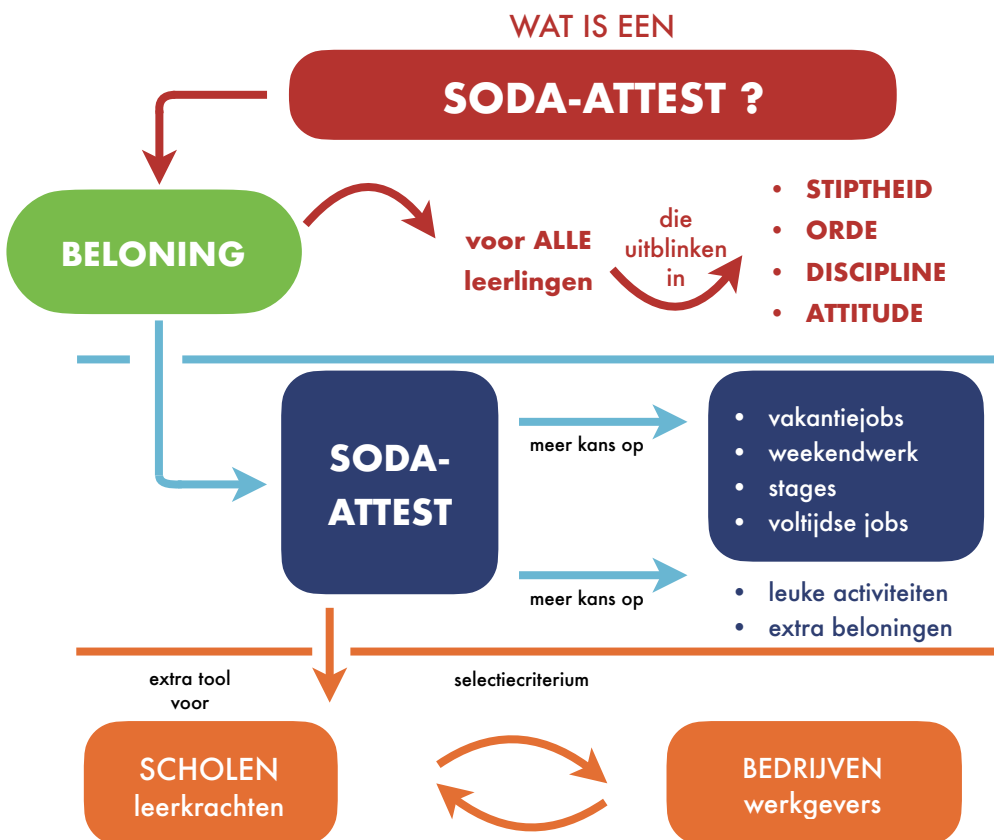 WAT IS EEN
SODA-ATTEST ?
BELONING
voor ALLE
leerlingen
die
uitblinken
in
• STIPTHEID
• ORDE
• DISCIPLINE
• ATTITUDE
SODA-
ATTEST
meer kans op
• vakantiejobs
• weekendwerk
• stages
• voltijdse jobs
meer kans op
• leuke activiteiten
• extra beloningen
extra tool
voor
selectiecriterium
SCHOLEN
leerkrachten
BEDRIJVEN
werkgevers